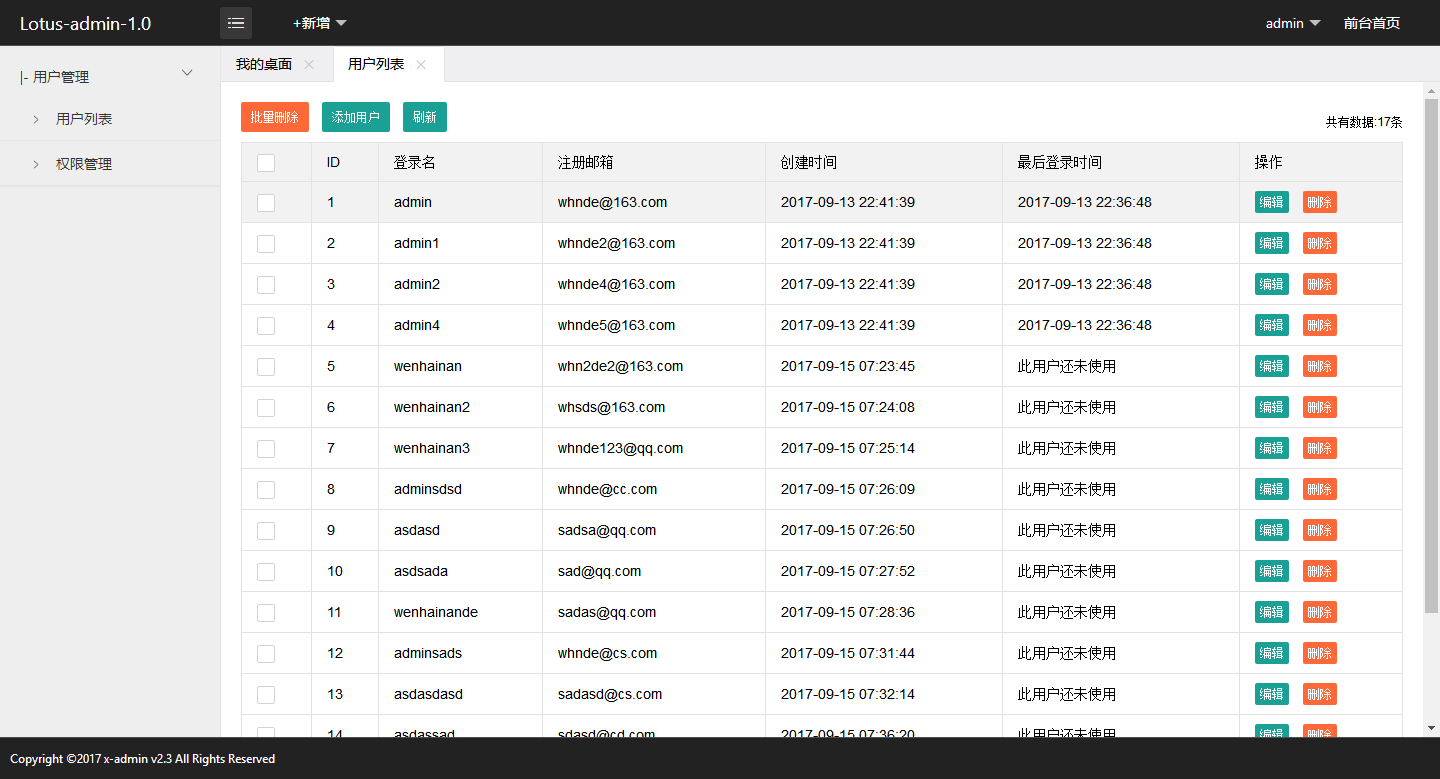 Lotus-admin-1.0 +新增 admin 前台首页
|- 用户管理
用户列表
权限管理
我的桌面 用户列表
批量删除 添加用户 刷新 共有数据:17条
ID 登录名 注册邮箱 创建时间 最后登录时间 操作
1 admin whnde@163.com 2017-09-13 22:41:39 2017-09-13 22:36:48 编辑 删除
2 admin1 whnde2@163.com 2017-09-13 22:41:39 2017-09-13 22:36:48 编辑 删除
3 admin2 whnde4@163.com 2017-09-13 22:41:39 2017-09-13 22:36:48 编辑 删除
4 admin4 whnde5@163.com 2017-09-13 22:41:39 2017-09-13 22:36:48 编辑 删除
5 wenhainan whn2de2@163.com 2017-09-15 07:23:45 此用户还未使用 编辑 删除
6 wenhainan2 whsds@163.com 2017-09-15 07:24:08 此用户还未使用 编辑 删除
7 wenhainan3 whnde123@qq.com 2017-09-15 07:25:14 此用户还未使用 编辑 删除
8 adminsdsd whnde@cc.com 2017-09-15 07:26:09 此用户还未使用 编辑 删除
9 asdasd sadsa@qq.com 2017-09-15 07:26:50 此用户还未使用 编辑 删除
10 asdsada sad@qq.com 2017-09-15 07:27:52 此用户还未使用 编辑 删除
11 wenhainande sadas@qq.com 2017-09-15 07:28:36 此用户还未使用 编辑 删除
12 adminsads whnde@cs.com 2017-09-15 07:31:44 此用户还未使用 编辑 删除
13 asdasdasd sadasd@cs.com 2017-09-15 07:32:14 此用户还未使用 编辑 删除
14 asdassad sdasd@cd.com 2017-09-15 07:36:20 此用户还未使用 编辑 删除
Copyright ©2017 x-admin v2.3 All Rights Reserved